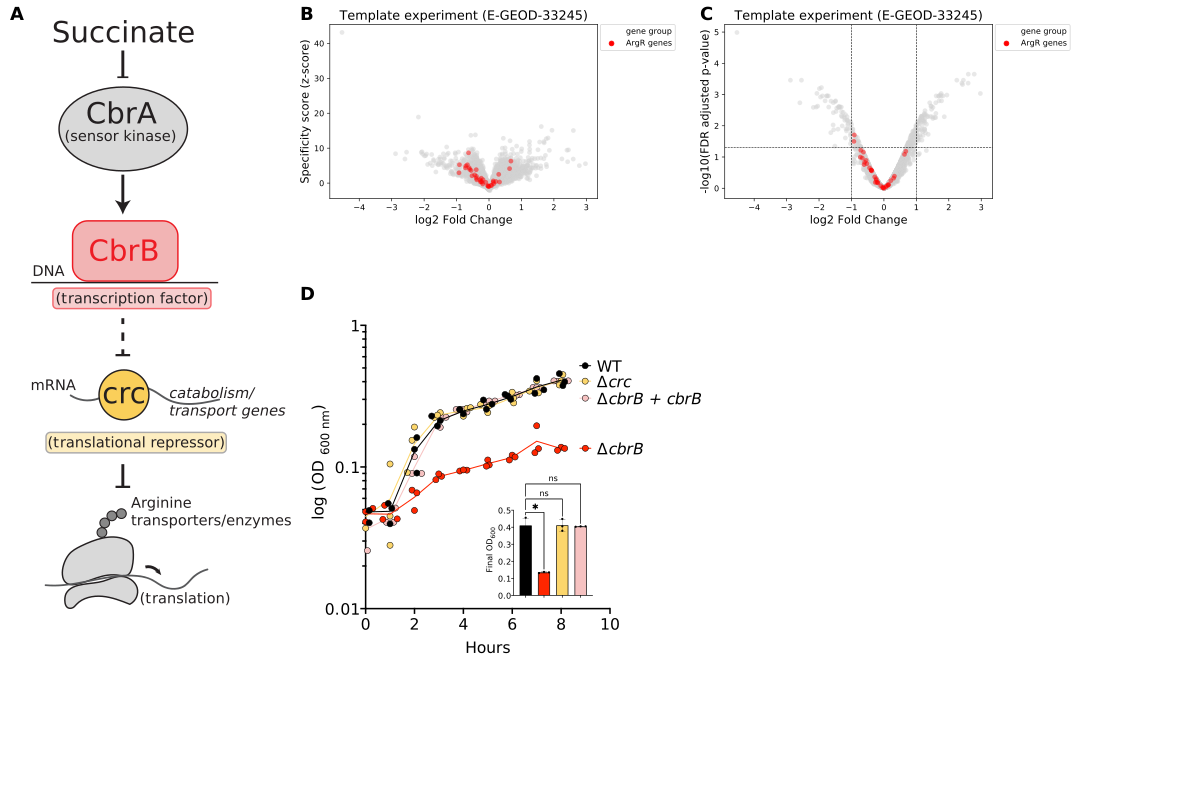 A
Succinate
CbrA
(sensor kinase)
CbrB
DNA
(transcription factor)
mRNA
crc
catabolism/
transport genes
(translational repressor)
Arginine
transporters/enzymes
(translation)
B
Template experiment (E-GEOD-33245)
Specificity score (z-score)
40
30
20
10
0
−4
−3
−2
−1
0
1
2
3
log2 Fold Change
gene group
ArgR genes
C
Template experiment (E-GEOD-33245)
-log10(FDR adjusted p-value)
5
4
3
2
1
0
−4
−3
−2
−1
0
1
2
3
log2 Fold Change
gene group
ArgR genes
D
log (OD 600 nm)
1
0.1
0.01
0
2
4
6
8
10
Hours
WT
Δcrc
ΔcbrB + cbrB
ΔcbrB
Final OD600
0.5
0.4
0.3
0.2
0.1
0.0
ns
ns
*